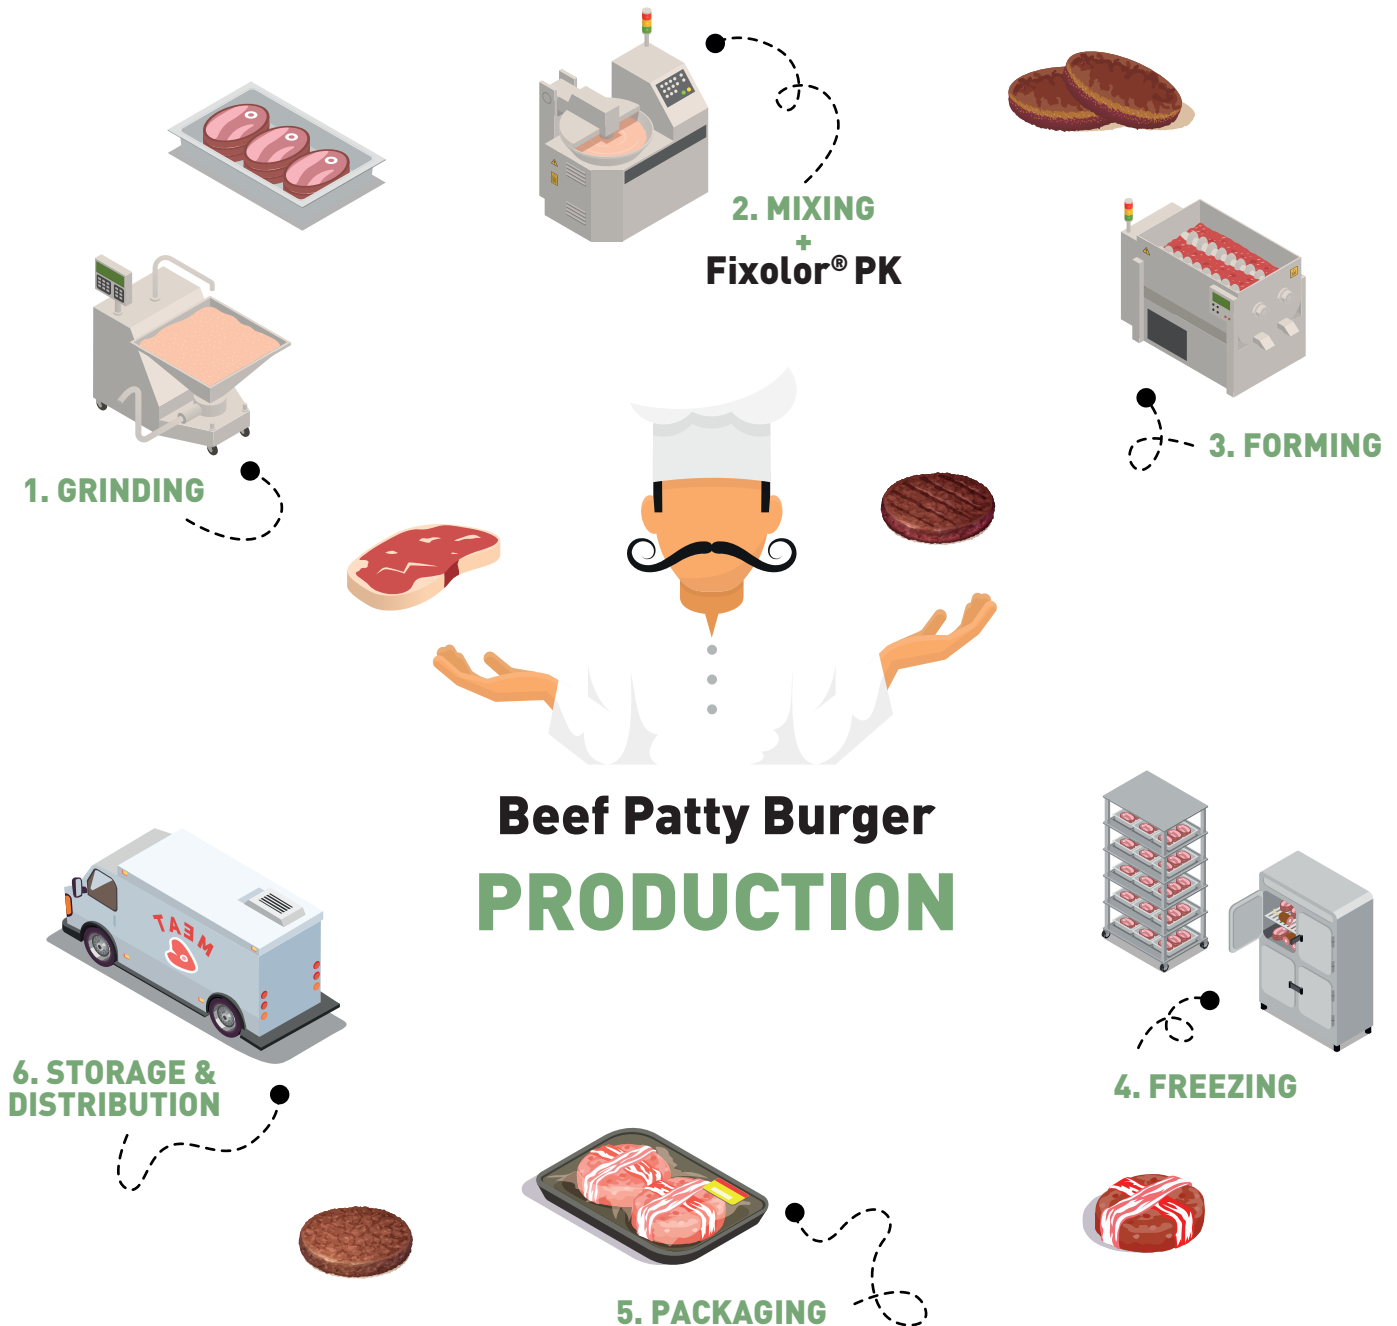 2. MIXING
+
Fixolor® PK
1. GRINDING
3. FORMING
Beef Patty Burger
PRODUCTION
MEAT
6. STORAGE &
DISTRIBUTION
4. FREEZING
5. PACKAGING